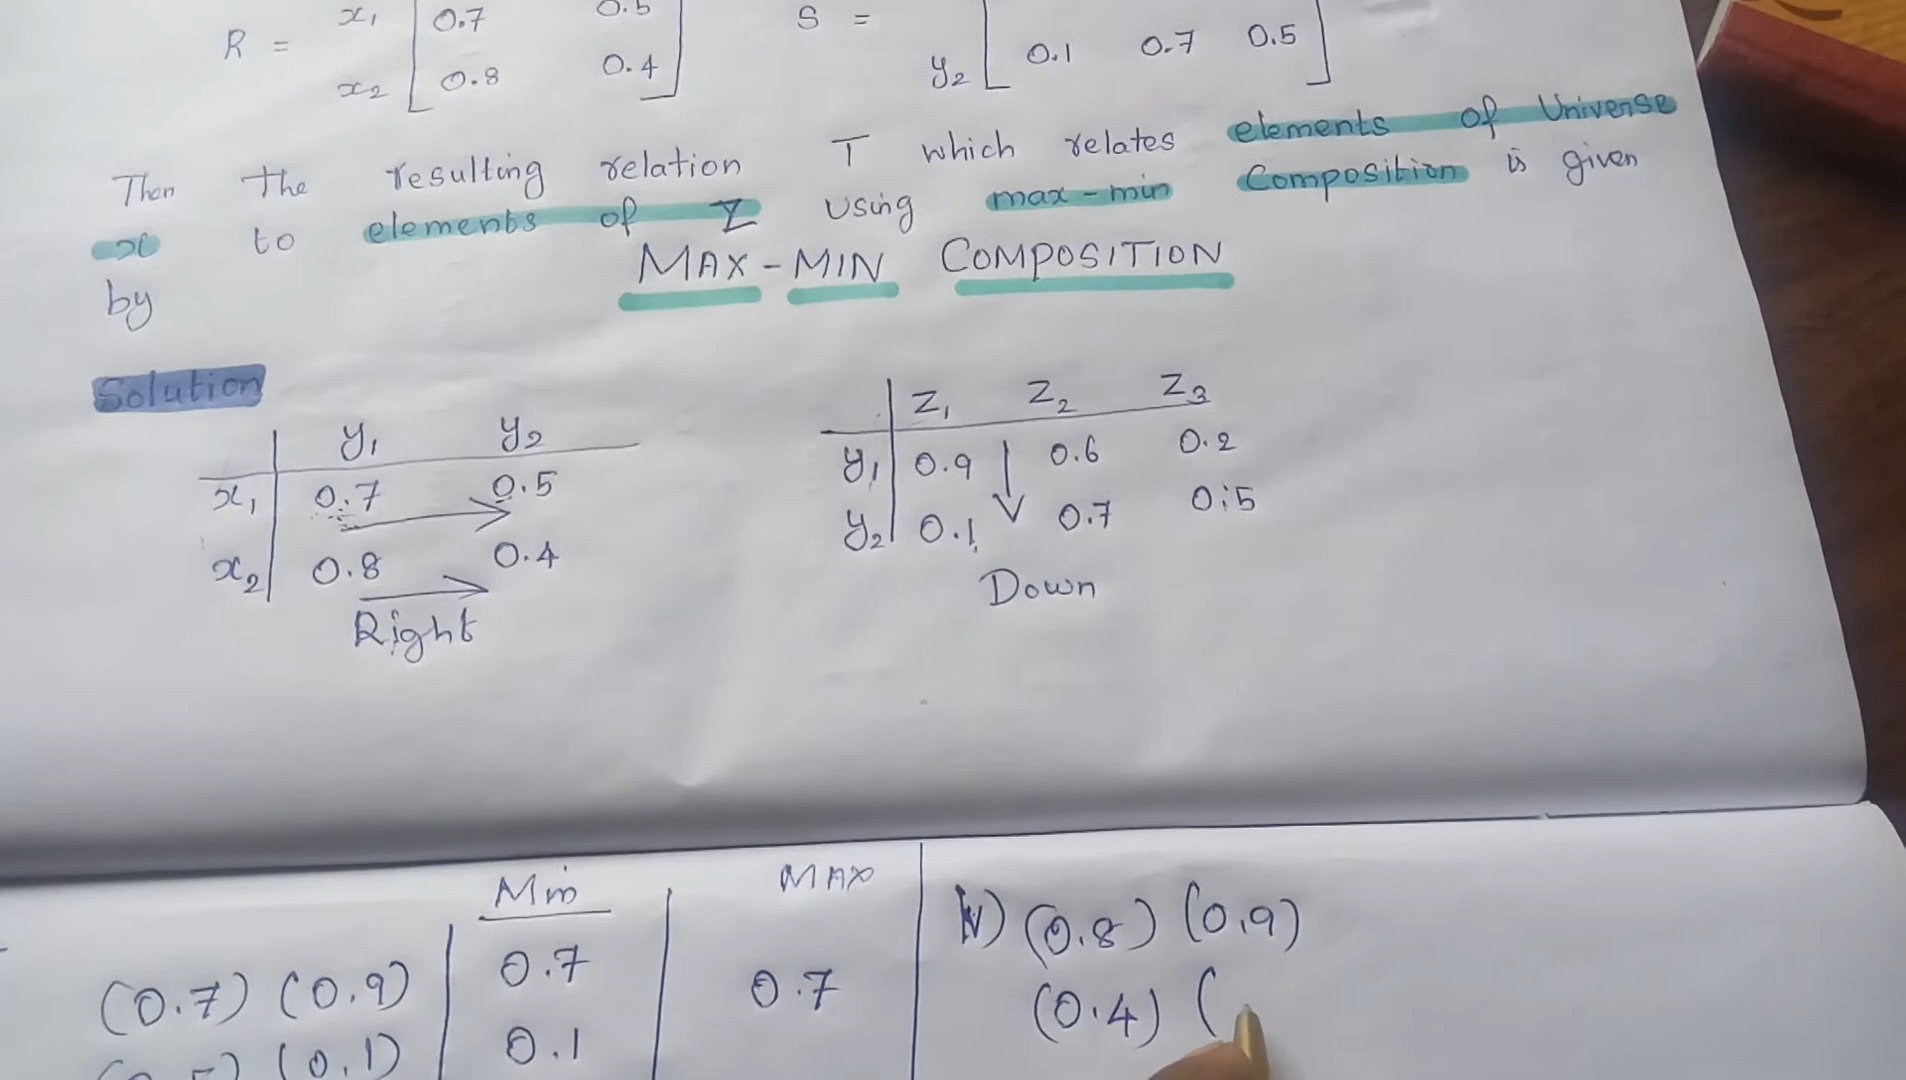 x1 0.7 0.5
R =
x2 0.8 0.4
S =
y2 0.1 0.7 0.5
Then the resulting relation T which relates elements of Universe
x to elements of Z using max-min Composition is given
by
MAX-MIN COMPOSITION
Solution
y1 y2
x1 0.7 0.5
x2 0.8 0.4
Right
Z1 Z2 Z3
y1 0.9 0.6 0.2
y2 0.1 0.7 0.5
Down
Min MAX
(0.7) (0.9) 0.7 0.7
(0.1) 0.1
IV) (0.8) (0.9)
(0.4) (